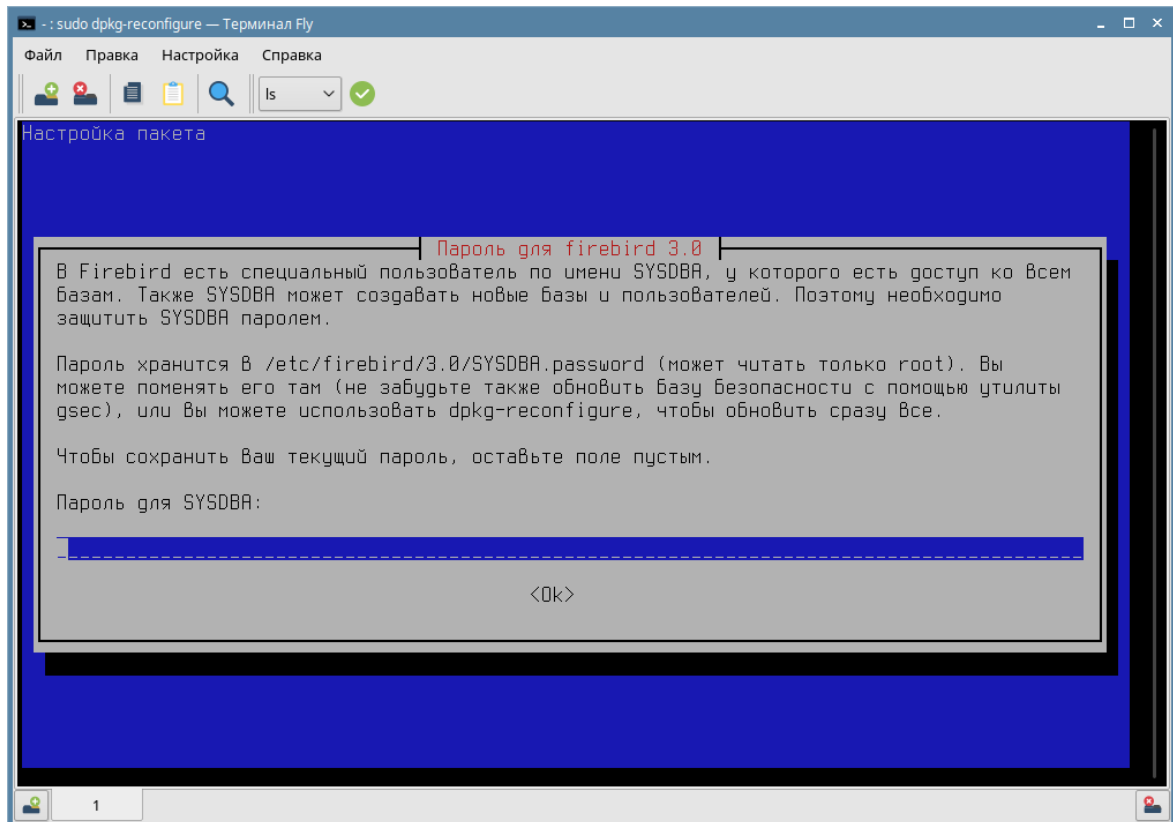 - : sudo dpkg-reconfigure — Терминал Fly
Файл Правка Настройка Справка
ls
Настройка пакета
Пароль для firebird 3.0
В Firebird есть специальный пользователь по имени SYSDBA, у которого есть доступ ко всем
базам. Также SYSDBA может создавать новые базы и пользователей. Поэтому необходимо
защитить SYSDBA паролем.
Пароль хранится в /etc/firebird/3.0/SYSDBA.password (может читать только root). Вы
можете поменять его там (не забудьте также обновить базу безопасности с помощью утилиты
gsec), или Вы можете использовать dpkg-reconfigure, чтобы обновить сразу все.
Чтобы сохранить Ваш текущий пароль, оставьте поле пустым.
Пароль для SYSDBA:
<Ok>
1